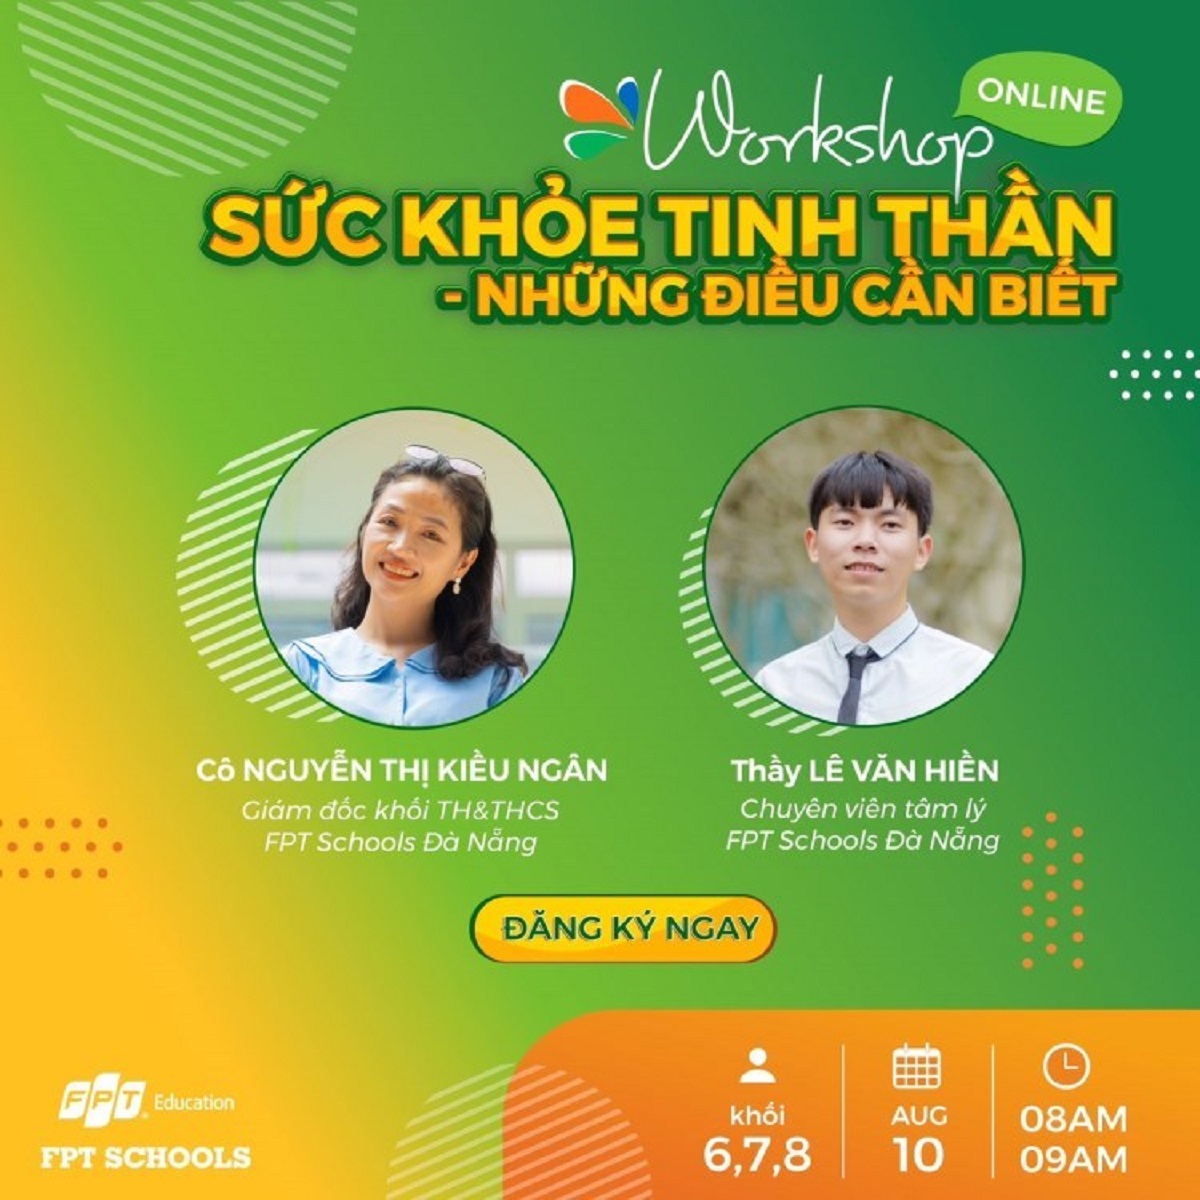 Workshop
ONLINE
SỨC KHỎE TINH THẦN
- NHỮNG ĐIỀU CẦN BIẾT
Cô NGUYỄN THỊ KIỀU NGÂN
Giám đốc khối TH&THCS
FPT Schools Đà Nẵng
Thầy LÊ VĂN HIỀN
Chuyên viên tâm lý
FPT Schools Đà Nẵng
ĐĂNG KÝ NGAY
FPT Education
FPT SCHOOLS
khối
6,7,8
AUG
10
08AM
09AM